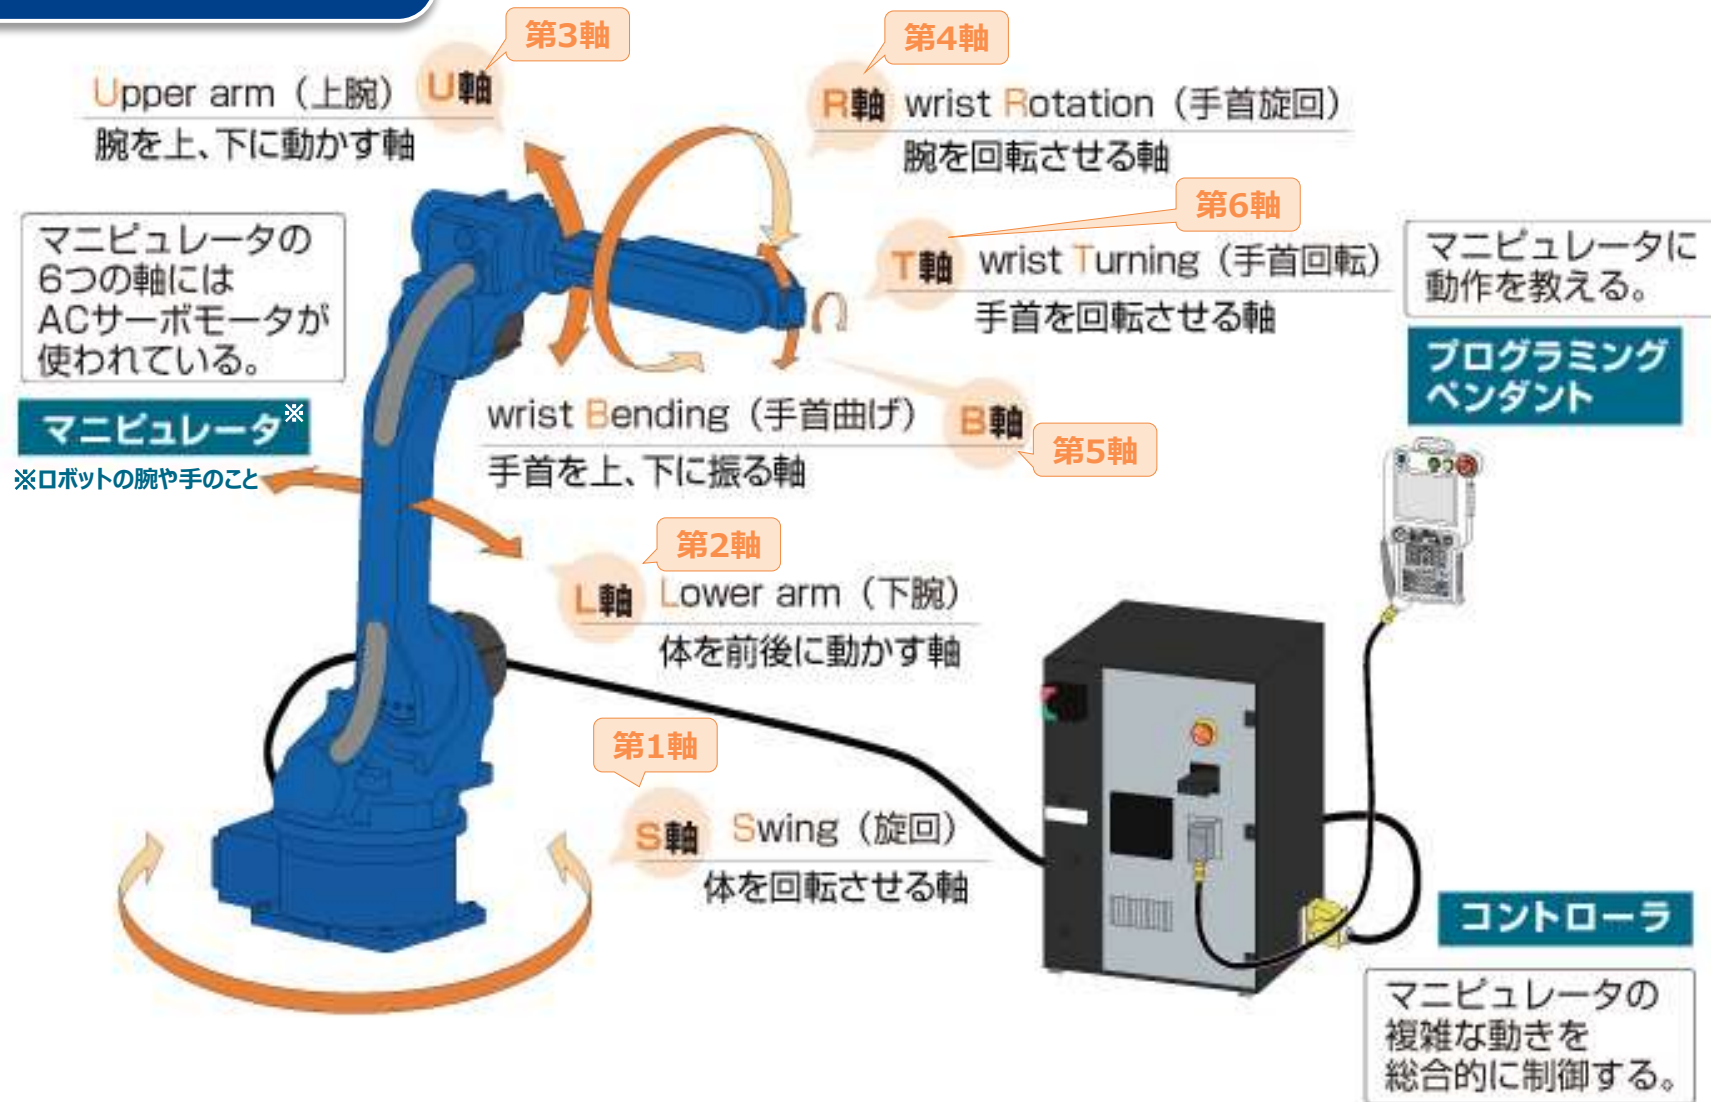 第3軸
Upper arm（上腕） U軸
腕を上、下に動かす軸
第4軸
R軸 wrist Rotation（手首旋回）
腕を回転させる軸
第6軸
T軸 wrist Turning（手首回転）
手首を回転させる軸
マニピュレータの
6つの軸には
ACサーボモータが
使われている。
マニピュレータ※
※ロボットの腕や手のこと
マニピュレータに
動作を教える。
プログラミング
ペンダント
wrist Bending（手首曲げ） B軸
手首を上、下に振る軸
第5軸
第2軸
L軸 Lower arm（下腕）
体を前後に動かす軸
第1軸
S軸 Swing（旋回）
体を回転させる軸
コントローラ
マニピュレータの
複雑な動きを
総合的に制御する。